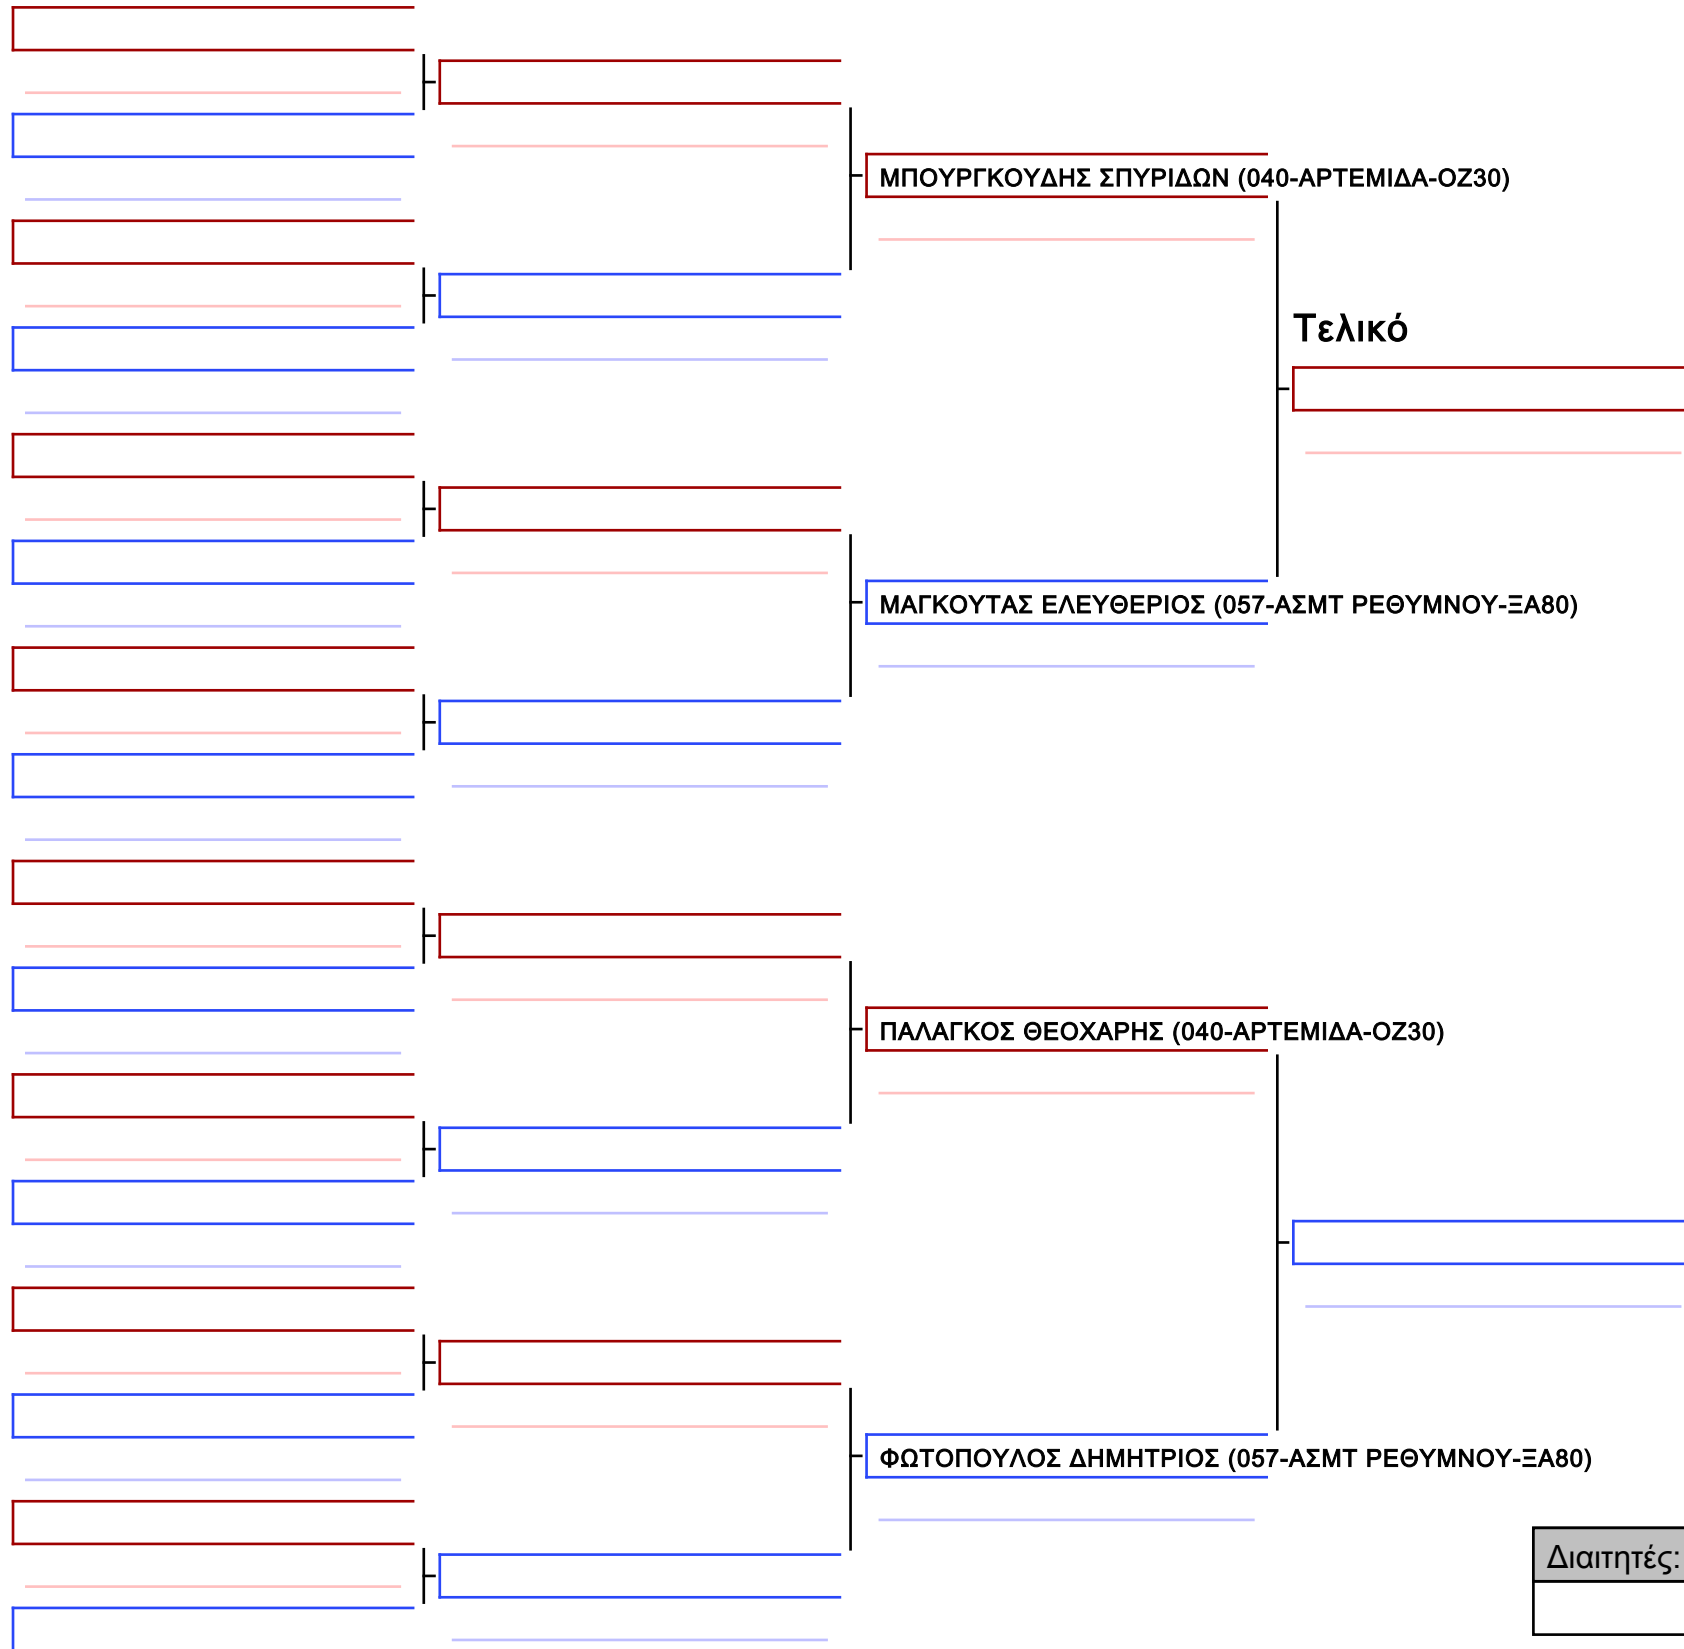 ΜΠΟΥΡΓΚΟΥΔΗΣ ΣΠΥΡΙΔΩΝ (040-ΑΡΤΕΜΙΔΑ-ΟΖ30)
Τελικό
ΜΑΓΚΟΥΤΑΣ ΕΛΕΥΘΕΡΙΟΣ (057-ΑΣΜΤ ΡΕΘΥΜΝΟΥ-ΞΑ80)
ΠΑΛΑΓΚΟΣ ΘΕΟΧΑΡΗΣ (040-ΑΡΤΕΜΙΔΑ-ΟΖ30)
ΦΩΤΟΠΟΥΛΟΣ ΔΗΜΗΤΡΙΟΣ (057-ΑΣΜΤ ΡΕΘΥΜΝΟΥ-ΞΑ80)
Διαιτητές: